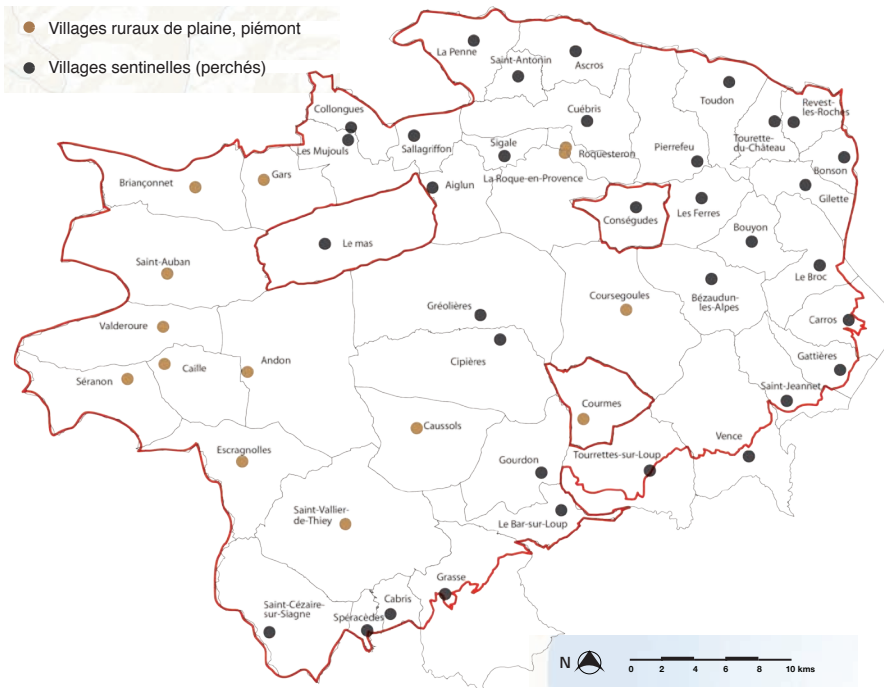 Villages ruraux de plaine, piémont
Villages sentinelles (perchés)
La Penne
Saint-Antonin
Ascros
Toudon
Collongues
Cuébris
Revest-
les-Roches
Tourette-
du-Château
Les Mujouls
Sallagriffon
Sigale
Roquesteron
Pierrefeu
Bonson
Briançonnet
Gars
La Roque-en-Provence
Aiglun
Gilette
Conségudes
Les Ferres
Bouyon
Le mas
Saint-Auban
Le Broc
Gréolières
Coursegoules
Bézaudun-
les-Alpes
Valderoure
Carros
Andon
Cipières
Caille
Gattières
Séranon
Saint-Jeannet
Courmes
Caussols
Vence
Escragnolles
Gourdon
Tourrettes-sur-Loup
Saint-Vallier-
de-Thiey
Le Bar-sur-Loup
Grasse
Saint-Cézaire-
sur-Siagne
Cabris
Spéracèdes
N
0 2 4 6 8 10 kms